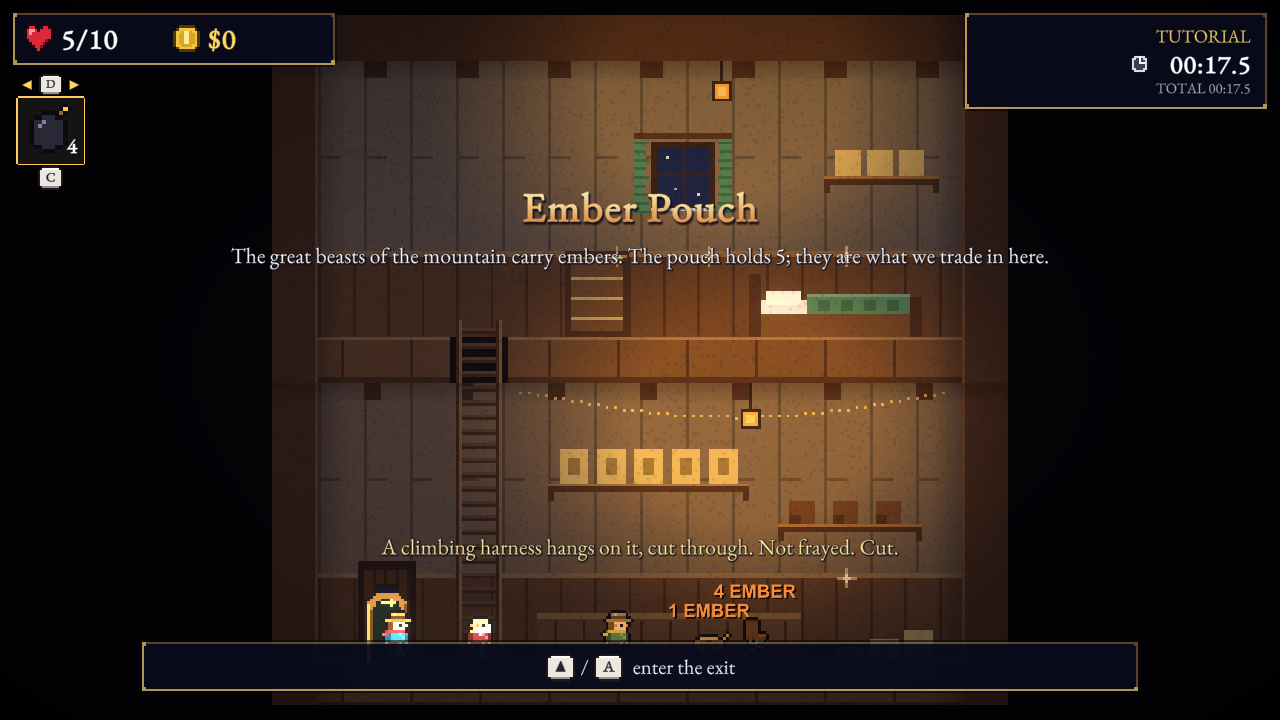 5/10 $0
TUTORIAL
00:17.5
TOTAL 00:17.5
D
4
C
Ember Pouch
The great beasts of the mountain carry embers. The pouch holds 5; they are what we trade in here.
A climbing harness hangs on it, cut through. Not frayed. Cut.
4 EMBER
1 EMBER
▲ / A enter the exit